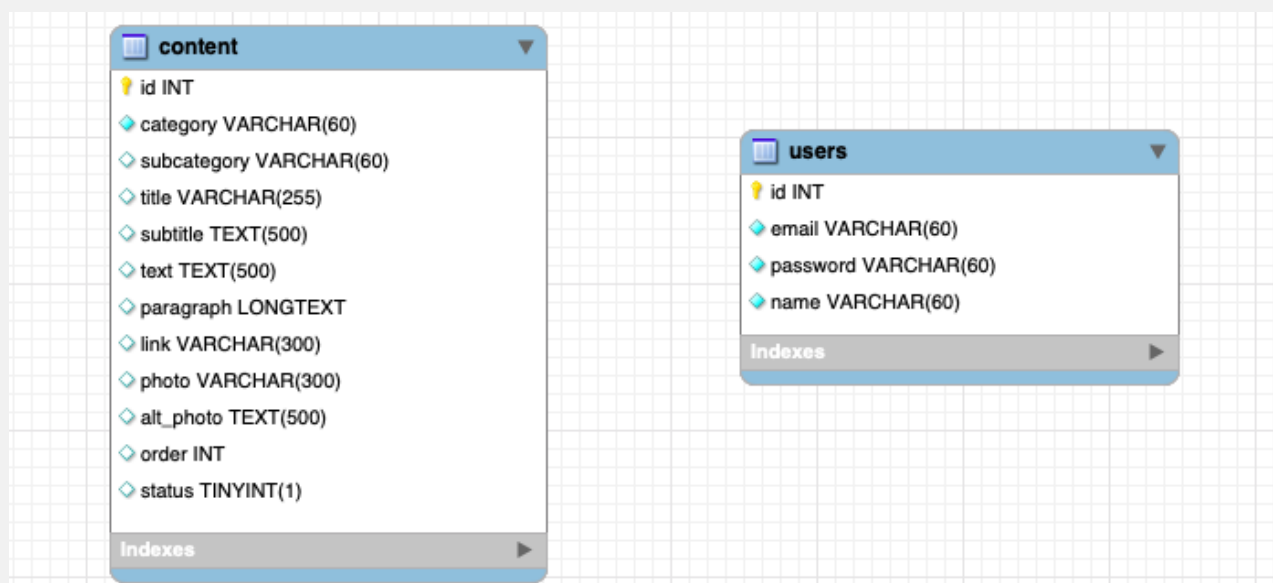 content
id INT
category VARCHAR(60)
subcategory VARCHAR(60)
title VARCHAR(255)
subtitle TEXT(500)
text TEXT(500)
paragraph LONGTEXT
link VARCHAR(300)
photo VARCHAR(300)
alt_photo TEXT(500)
order INT
status TINYINT(1)
Indexes
users
id INT
email VARCHAR(60)
password VARCHAR(60)
name VARCHAR(60)
Indexes